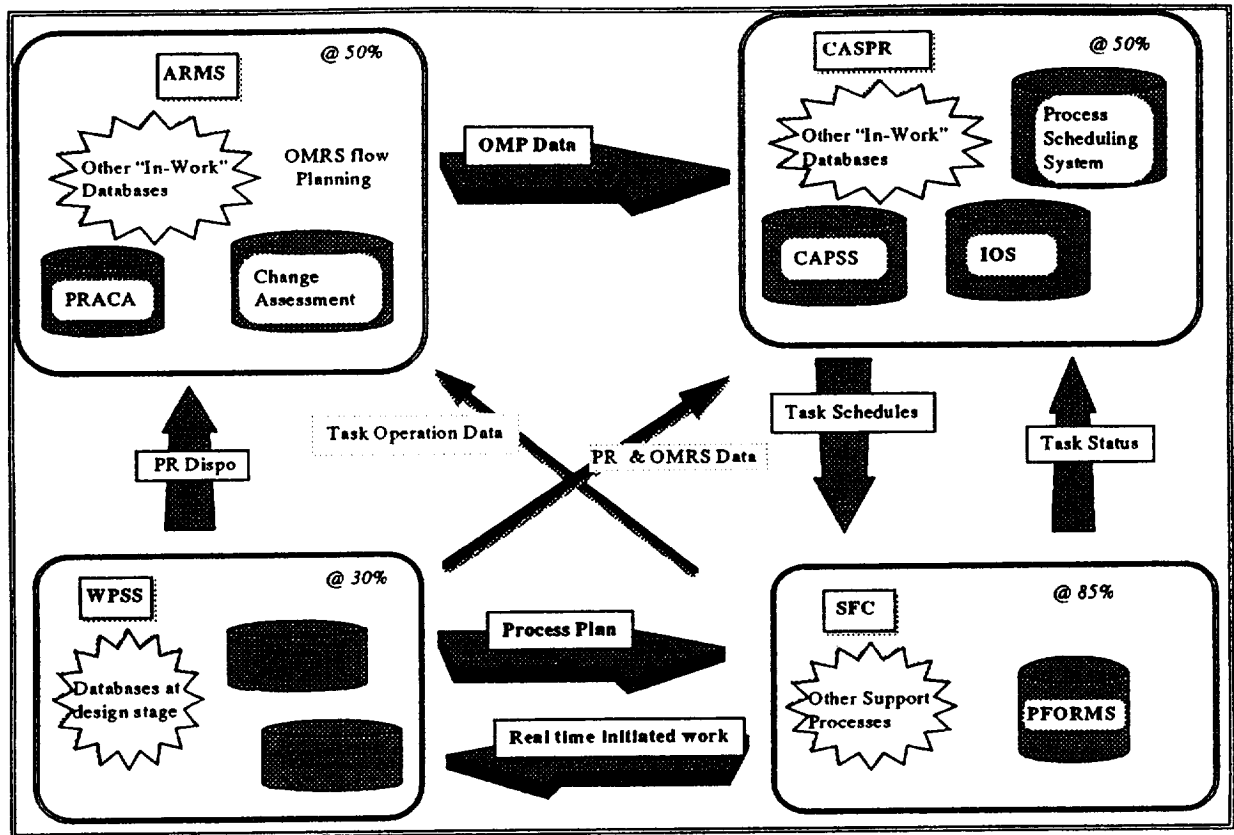 @ 50%
ARMS
Other "In-Work"
Databases
OMRS flow
Planning
PRACA
Change
Assessment
OMP Data
@ 50%
CASPR
Other "In-Work"
Databases
Process
Scheduling
System
CAPSS
IOS
PR Dispo
Task Operation Data
PR & OMRS Data
Task Schedules
Task Status
@ 30%
WPSS
Databases at
design stage
Process Plan
Real time initiated work
@ 85%
SFC
Other Support
Processes
PFORMS